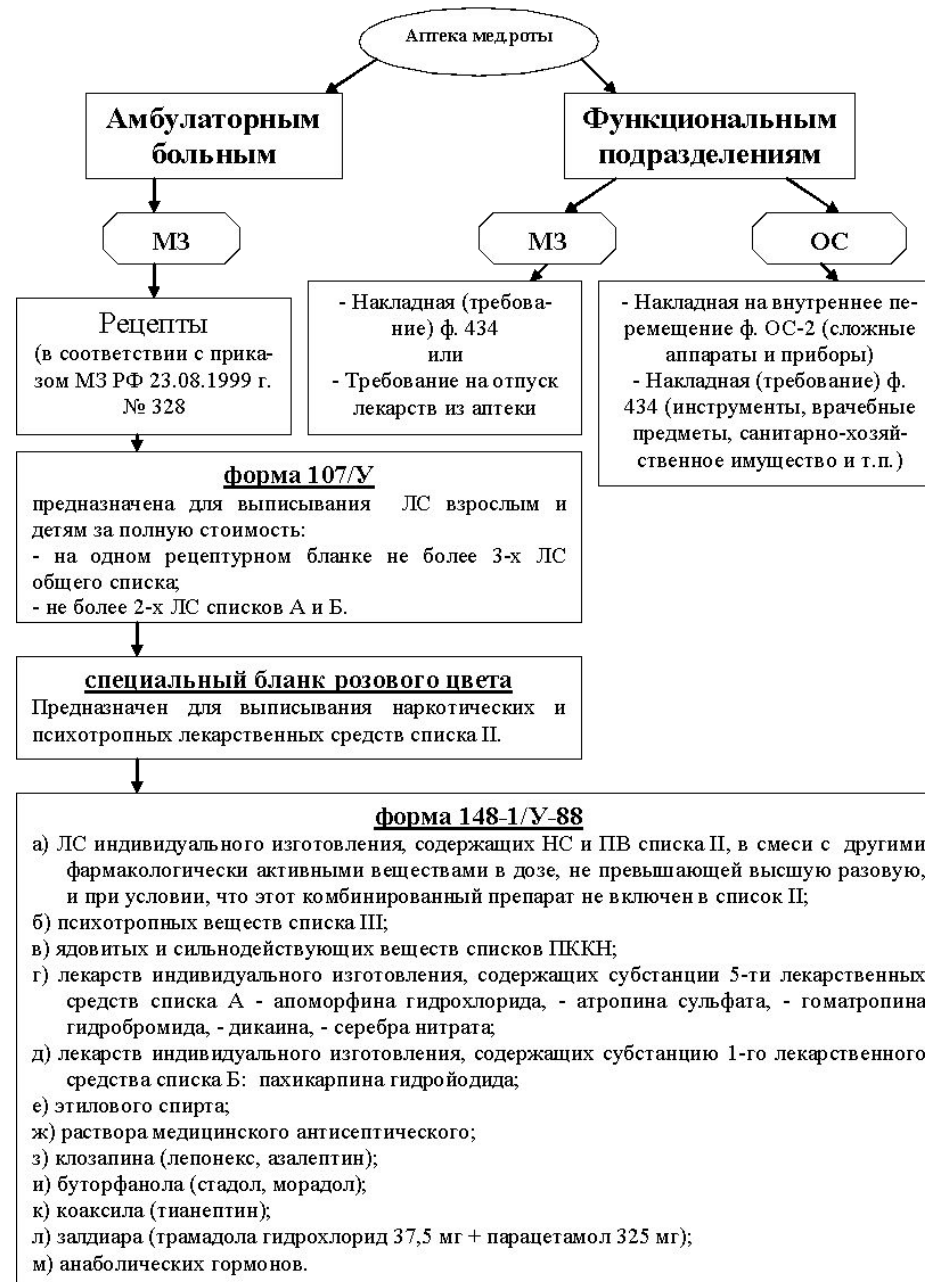 Аптека мед.роты
Амбулаторным
больным
Функциональным
подразделениям
МЗ
МЗ
ОС
Рецепты
(в соответствии с прика-
зом МЗ РФ 23.08.1999 г.
№ 328
- Накладная (требова-
ние) ф. 434
или
- Требование на отпуск
лекарств из аптеки
- Накладная на внутреннее пе-
ремещение ф. ОС-2 (сложные
аппараты и приборы)
- Накладная (требование) ф.
434 (инструменты, врачебные
предметы, санитарно-хозяй-
ственное имущество и т.п.)
форма 107/У
предназначена для выписывания ЛС взрослым и
детям за полную стоимость:
- на одном рецептурном бланке не более 3-х ЛС
общего списка;
- не более 2-х ЛС списков А и Б.
специальный бланк розового цвета
Предназначен для выписывания наркотических и
психотропных лекарственных средств списка II.
форма 148-1/У-88
а) ЛС индивидуального изготовления, содержащих НС и ПВ списка II, в смеси с другими
фармакологически активными веществами в дозе, не превышающей высшую разовую,
и при условии, что этот комбинированный препарат не включен в список II;
б) психотропных веществ списка III;
в) ядовитых и сильнодействующих веществ списков ПККН;
г) лекарств индивидуального изготовления, содержащих субстанции 5-ти лекарственных
средств списка А - апоморфина гидрохлорида, - атропина сульфата, - гоматропина
гидробромида, - дикаина, - серебра нитрата;
д) лекарств индивидуального изготовления, содержащих субстанцию 1-го лекарственного
средства списка Б: пахикарпина гидройодида;
е) этилового спирта;
ж) раствора медицинского антисептического;
з) клозапина (лепонекс, азалептин);
и) буторфанола (стадол, морадол);
к) коаксила (тианептин);
л) залдиара (трамадола гидрохлорид 37,5 мг + парацетамол 325 мг);
м) анаболических гормонов.